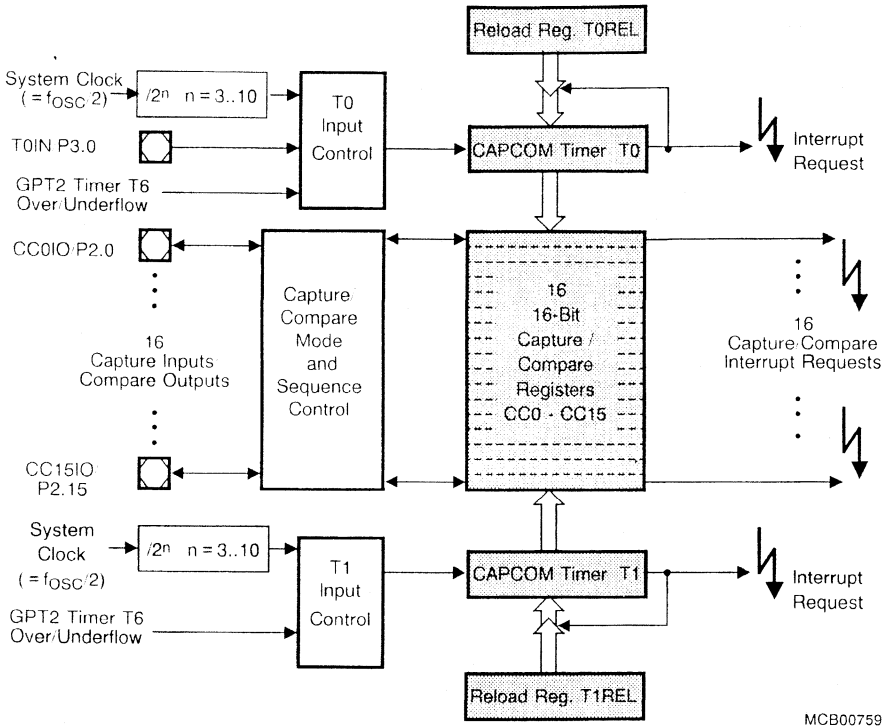 Reload Reg. T0REL
System Clock
(=fOSC/2)
/2ⁿ n = 3..10
T0
Input
Control
T0IN P3.0
CAPCOM Timer T0
Interrupt
Request
GPT2 Timer T6
Over/Underflow
CC0IO/P2.0
Capture/
Compare
Mode
and
Sequence
Control
16
16-Bit
Capture /
Compare
Registers
CC0 - CC15
16
Capture Inputs
Compare Outputs
16
Capture/Compare
Interrupt Requests
CC15IO
P2.15
System
Clock
(=fOSC/2)
/2ⁿ n = 3..10
T1
Input
Control
CAPCOM Timer T1
Interrupt
Request
GPT2 Timer T6
Over/Underflow
Reload Reg. T1REL
MCB00759